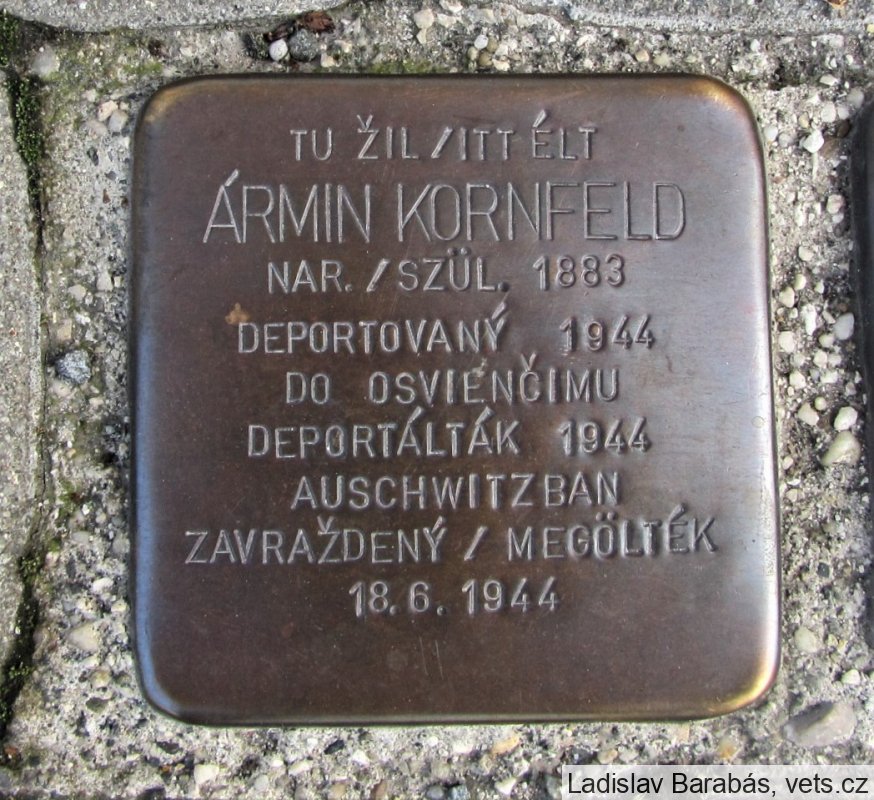 TU ŽIL/ITT ÉLT
ÁRMIN KORNFELD
NAR./SZÜL. 1883
DEPORTOVANÝ 1944
DO OSVIENČIMU
DEPORTÁLTÁK 1944
AUSCHWITZBAN
ZAVRAŽDENÝ / MEGÖLTÉK
18.6.1944
Ladislav Barabás, vets.cz